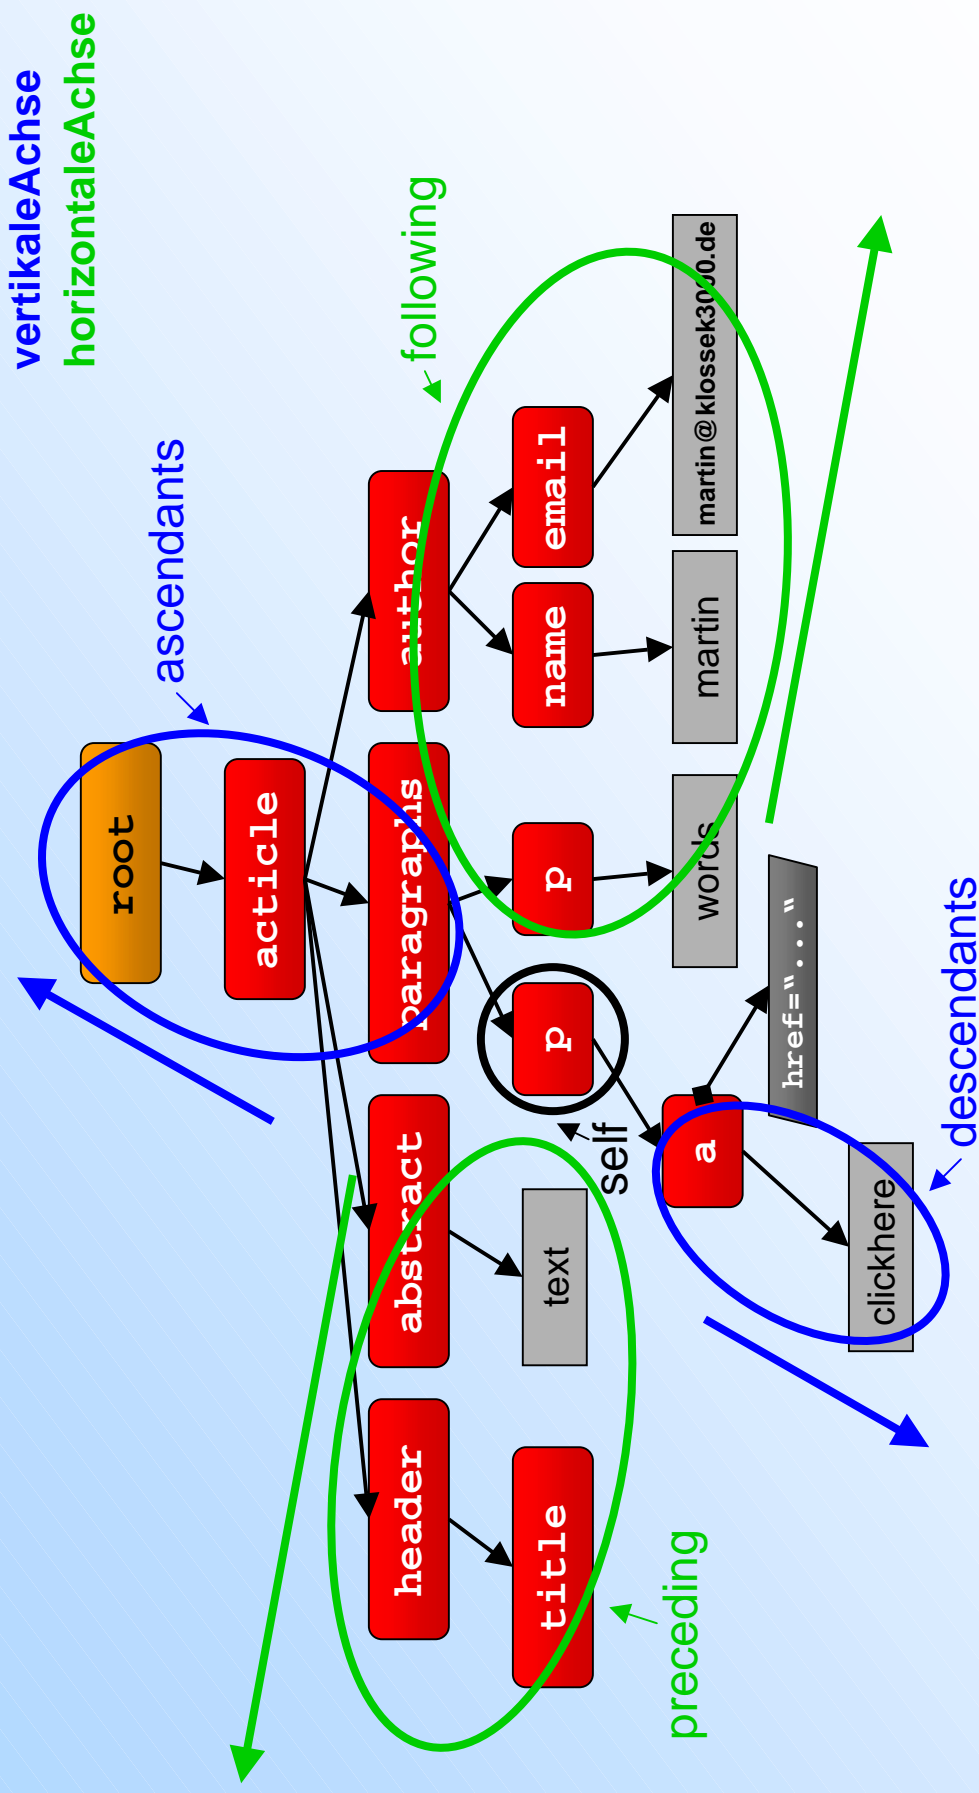 vertikaleAchse
horizontaleAchse
ascendants
root
acticle
following
header
abstract
paragraphs
author
title
text
self
p
p
name
email
preceding
a
words
martin
martin@klossek3000.de
href="..."
clickhere
descendants